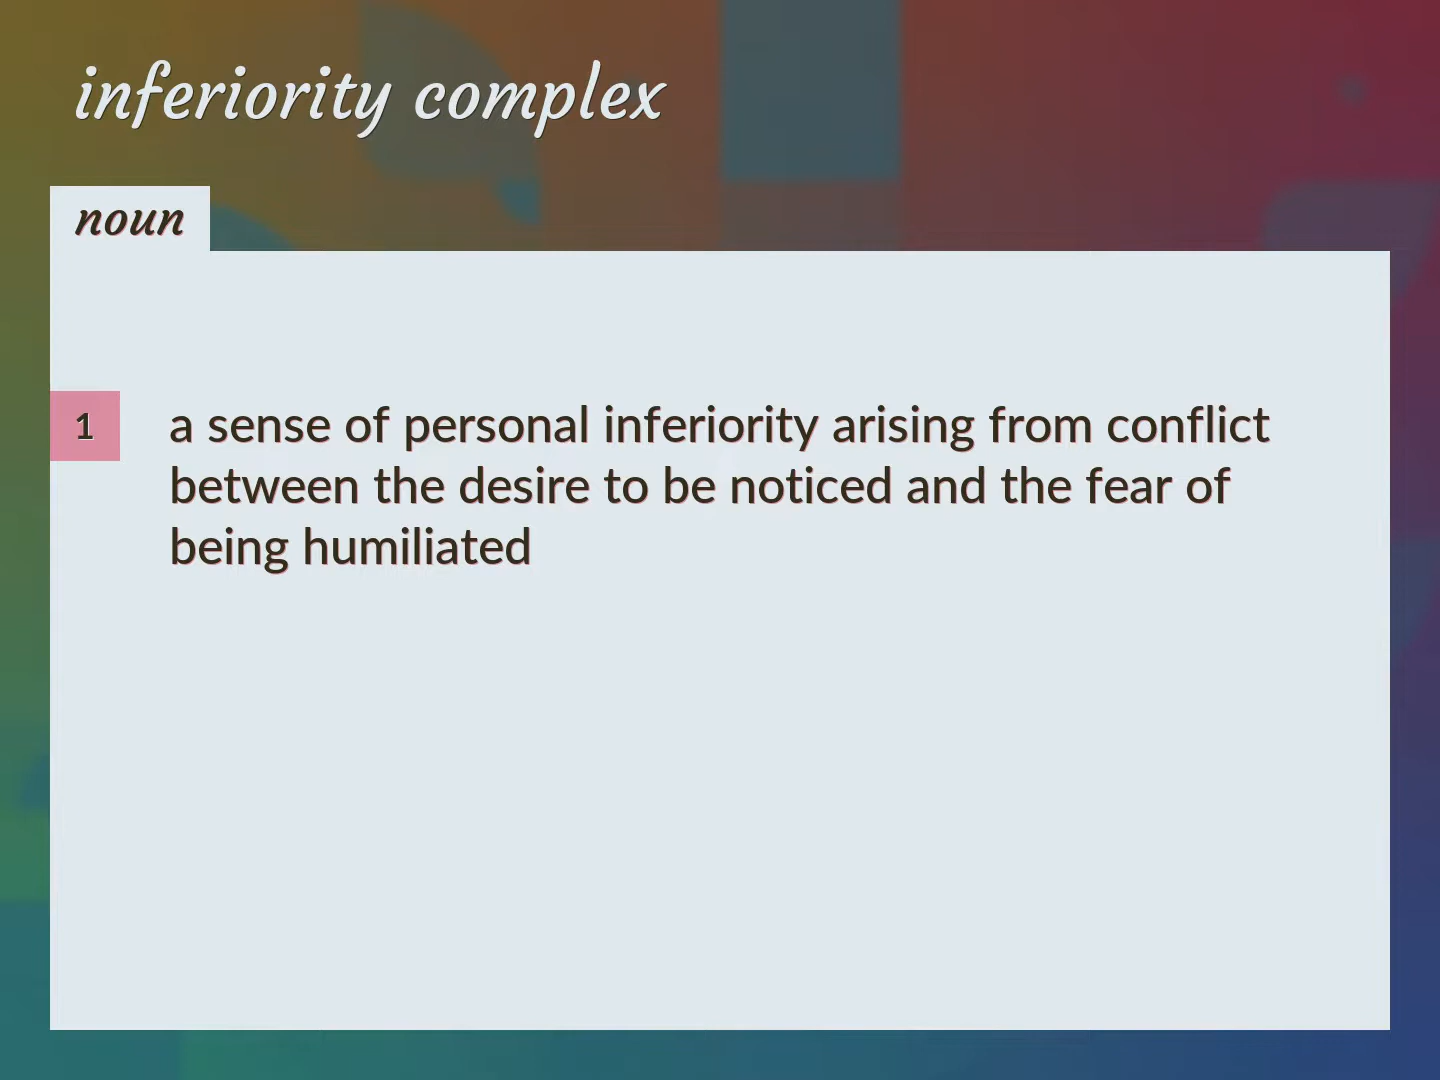 inferiority complex
noun
1
a sense of personal inferiority arising from conflict
between the desire to be noticed and the fear of
being humiliated